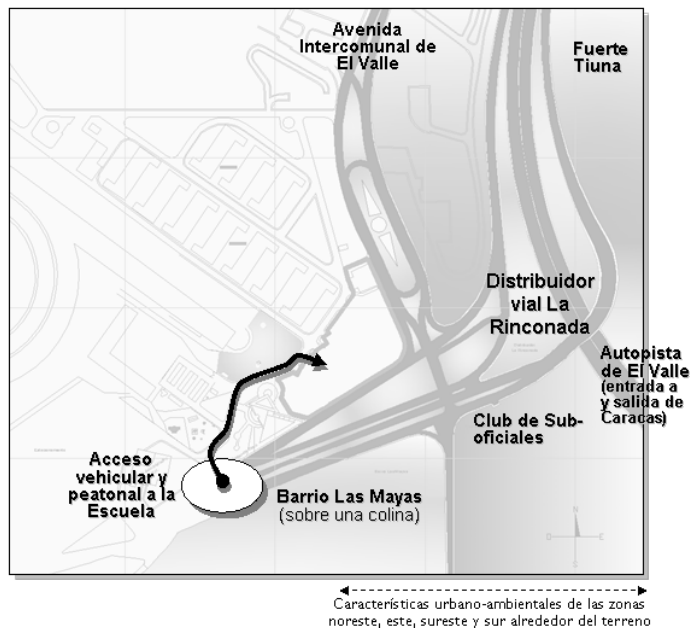 Avenida
Intercomunal de
El Valle
Fuerte
Tiuna
Distribuidor
vial La
Rinconada
Autopista
de El Valle
(entrada a
y salida de
Caracas)
Club de Sub-
oficiales
Acceso
vehicular y
peatonal a la
Escuela
Barrio Las Mayas
(sobre una colina)
N
Características urbano-ambientales de las zonas
noreste, este, sureste y sur alrededor del terreno